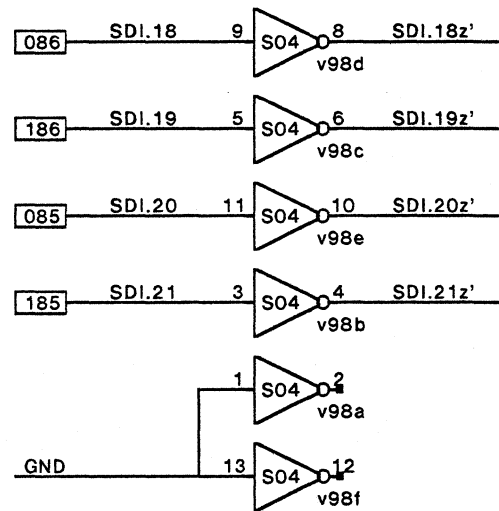 086 SDI.18 9 S04 8 SDI.18z'
v98d
186 SDI.19 5 S04 6 SDI.19z'
v98c
085 SDI.20 11 S04 10 SDI.20z'
v98e
185 SDI.21 3 S04 4 SDI.21z'
v98b
1 S04 2
v98a
GND 13 S04 12
v98f